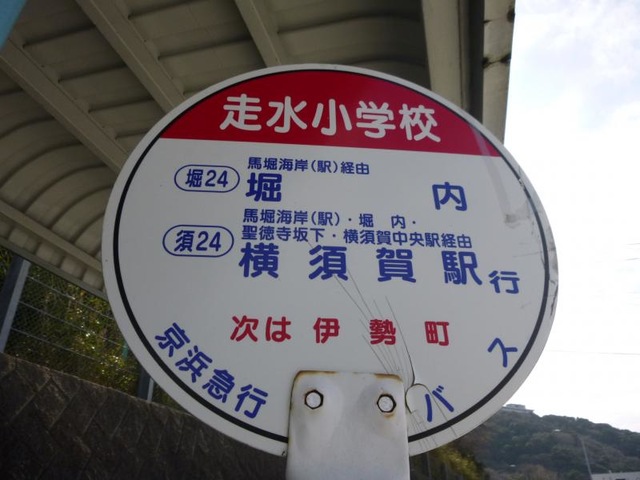 走水小学校
馬堀海岸(駅)経由
堀24 堀 内
馬堀海岸(駅)・堀 内・
聖徳寺坂下・横須賀中央駅経由
須24 横須賀駅行
次は 伊勢町
京浜急行バス